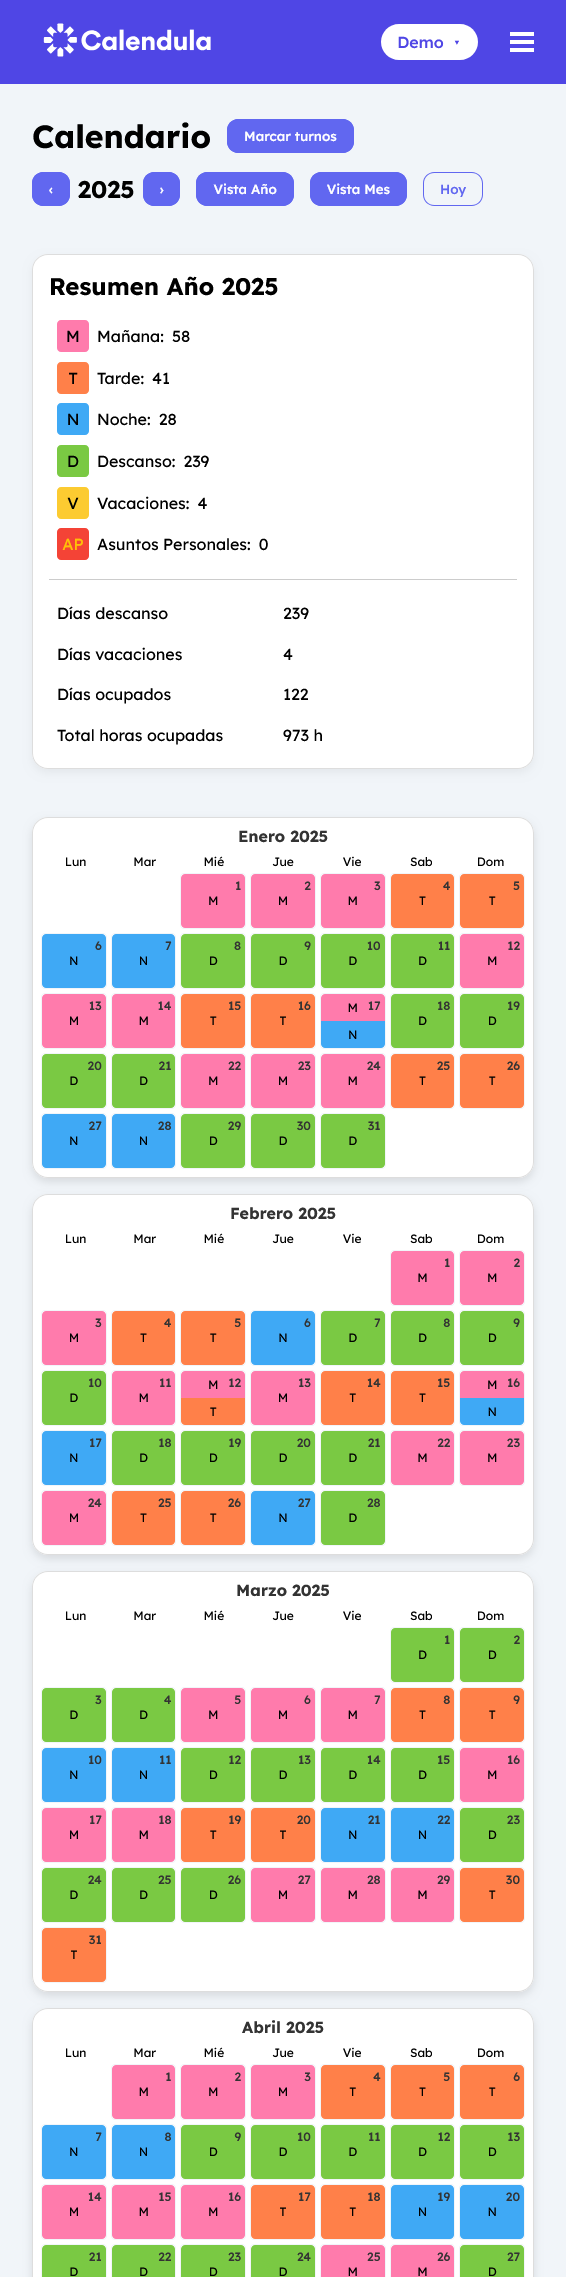 Calendula
Demo ▾
Calendario
Marcar turnos
‹ 2025 › Vista Año Vista Mes Hoy
Resumen Año 2025
M Mañana: 58
T Tarde: 41
N Noche: 28
D Descanso: 239
V Vacaciones: 4
AP Asuntos Personales: 0
Días descanso 239
Días vacaciones 4
Días ocupados 122
Total horas ocupadas 973 h
Enero 2025
Lun Mar Mié Jue Vie Sab Dom
1 2 3 4 5
M M M T T
6 7 8 9 10 11 12
N N D D D D M
13 14 15 16 M 17 18 19
M M T T N D D
20 21 22 23 24 25 26
D D M M M T T
27 28 29 30 31
N N D D D
Febrero 2025
Lun Mar Mié Jue Vie Sab Dom
1 2
M M
3 4 5 6 7 8 9
M T T N D D D
10 11 M 12 13 14 15 M 16
D M T M T T N
17 18 19 20 21 22 23
N D D D D M M
24 25 26 27 28
M T T N D
Marzo 2025
Lun Mar Mié Jue Vie Sab Dom
1 2
D D
3 4 5 6 7 8 9
D D M M M T T
10 11 12 13 14 15 16
N N D D D D M
17 18 19 20 21 22 23
M M T T N N D
24 25 26 27 28 29 30
D D D M M M T
31
T
Abril 2025
Lun Mar Mié Jue Vie Sab Dom
1 2 3 4 5 6
M M M T T T
7 8 9 10 11 12 13
N N D D D D D
14 15 16 17 18 19 20
M M M T T N N
21 22 23 24 25 26 27
D D D D M M D